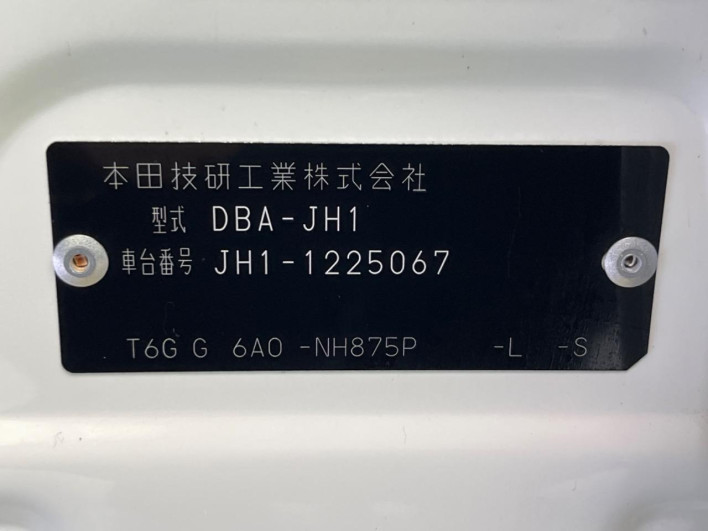 本田技研工業株式会社
型式 DBA-JH1
車台番号 JH1-1225067
T6G G 6A0 -NH875P -L -S